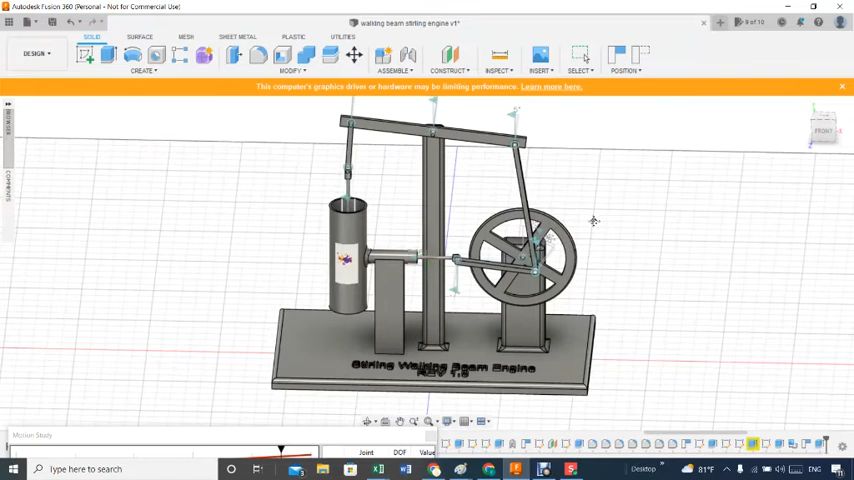 Autodesk Fusion 360 (Personal - Not for Commercial Use)
walking beam stirling engine v1*
9 of 10
SOLID SURFACE MESH SHEET METAL PLASTIC UTILITIES
DESIGN
CREATE MODIFY ASSEMBLE CONSTRUCT INSPECT INSERT SELECT POSITION
This computer's graphics driver or hardware may be limiting performance. Learn more here.
BROWSER
COMMENTS
FRONT
Stirling Walking Beam Engine
REV 1.0
Motion Study
Joint DOF Value
Type here to search
Desktop
81°F
ENG